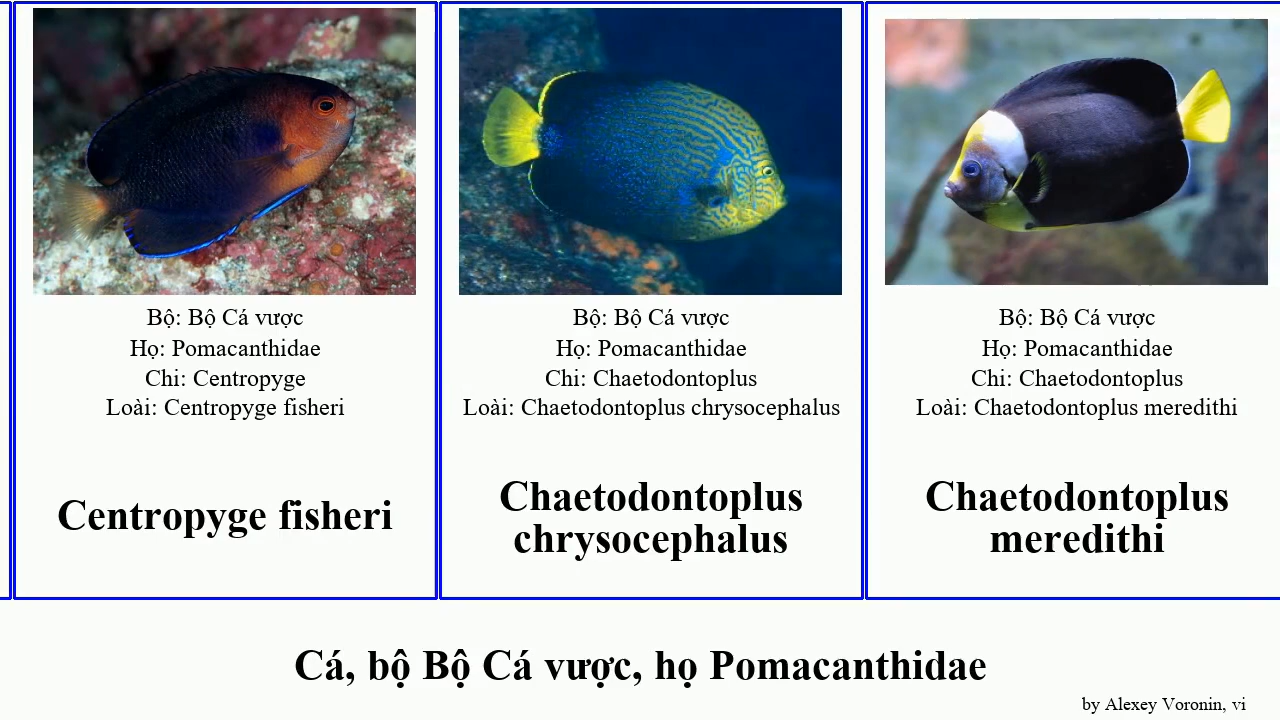 Bộ: Bộ Cá vược
Họ: Pomacanthidae
Chi: Centropyge
Loài: Centropyge fisheri
Centropyge fisheri
Bộ: Bộ Cá vược
Họ: Pomacanthidae
Chi: Chaetodontoplus
Loài: Chaetodontoplus chrysocephalus
Chaetodontoplus
chrysocephalus
Bộ: Bộ Cá vược
Họ: Pomacanthidae
Chi: Chaetodontoplus
Loài: Chaetodontoplus meredithi
Chaetodontoplus
meredithi
Cá, bộ Bộ Cá vược, họ Pomacanthidae
by Alexey Voronin, vi